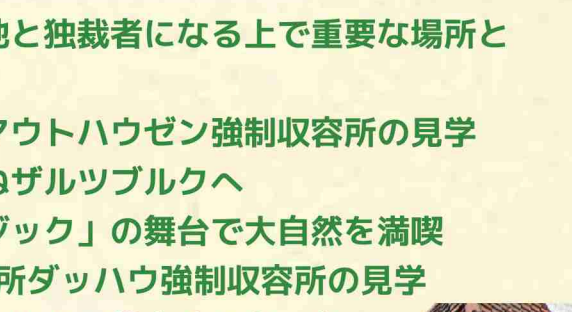 と独裁者になる上で重要な場所と
ウトハウゼン強制収容所の見学
ザルツブルクへ
ジック」の舞台で大自然を満喫
所ダッハウ強制収容所の見学